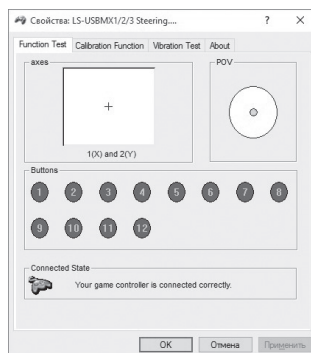 Свойства: LS-USBMX1/2/3 Steering.... ? X
Function Test Calibration Function Vibration Test About
axes POV
1(X) and 2(Y)
Buttons
1 2 3 4 5 6 7 8
9 10 11 12
Connected State
Your game controller is connected correctly.
OK Отмена Применить